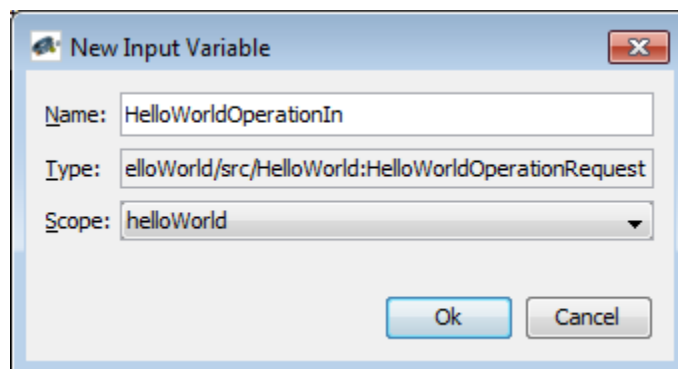 New Input Variable
Name: HelloWorldOperationIn
Type: elloWorld/src/HelloWorld:HelloWorldOperationRequest
Scope: helloWorld
Ok Cancel